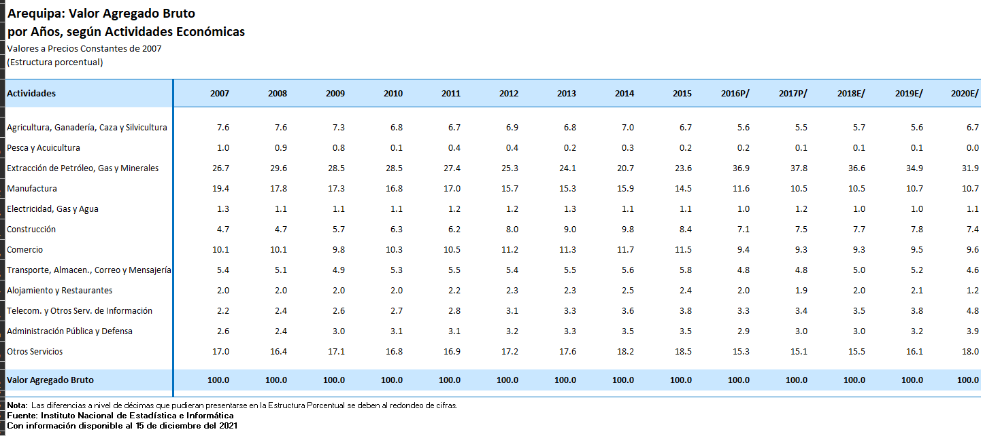 Arequipa: Valor Agregado Bruto
por Años, según Actividades Económicas
Valores a Precios Constantes de 2007
(Estructura porcentual)
Actividades 2007 2008 2009 2010 2011 2012 2013 2014 2015 2016P/ 2017P/ 2018E/ 2019E/ 2020E/
Agricultura, Ganadería, Caza y Silvicultura 7.6 7.6 7.3 6.8 6.7 6.9 6.8 7.0 6.7 5.6 5.5 5.7 5.6 6.7
Pesca y Acuicultura 1.0 0.9 0.8 0.1 0.4 0.4 0.2 0.3 0.2 0.2 0.1 0.1 0.1 0.0
Extracción de Petróleo, Gas y Minerales 26.7 29.6 28.5 28.5 27.4 25.3 24.1 20.7 23.6 36.9 37.8 36.6 34.9 31.9
Manufactura 19.4 17.8 17.3 16.8 17.0 15.7 15.3 15.9 14.5 11.6 10.5 10.5 10.7 10.7
Electricidad, Gas y Agua 1.3 1.1 1.1 1.1 1.2 1.2 1.3 1.1 1.1 1.0 1.2 1.0 1.0 1.1
Construcción 4.7 4.7 5.7 6.3 6.2 8.0 9.0 9.8 8.4 7.1 7.5 7.7 7.8 7.4
Comercio 10.1 10.1 9.8 10.3 10.5 11.2 11.3 11.7 11.5 9.4 9.3 9.3 9.5 9.6
Transporte, Almacen., Correo y Mensajería 5.4 5.1 4.9 5.3 5.5 5.4 5.5 5.6 5.8 4.8 4.8 5.0 5.2 4.6
Alojamiento y Restaurantes 2.0 2.0 2.0 2.0 2.2 2.3 2.3 2.5 2.4 2.0 1.9 2.0 2.1 1.2
Telecom. y Otros Serv. de Información 2.2 2.4 2.6 2.7 2.8 3.1 3.3 3.6 3.8 3.3 3.4 3.5 3.8 4.8
Administración Pública y Defensa 2.6 2.4 3.0 3.1 3.1 3.2 3.3 3.5 3.5 2.9 3.0 3.0 3.2 3.9
Otros Servicios 17.0 16.4 17.1 16.8 16.9 17.2 17.6 18.2 18.5 15.3 15.1 15.5 16.1 18.0
Valor Agregado Bruto 100.0 100.0 100.0 100.0 100.0 100.0 100.0 100.0 100.0 100.0 100.0 100.0 100.0 100.0
Nota: Las diferencias a nivel de décimas que pudieran presentarse en la Estructura Porcentual se deben al redondeo de cifras.
Fuente: Instituto Nacional de Estadística e Informática
Con información disponible al 15 de diciembre del 2021